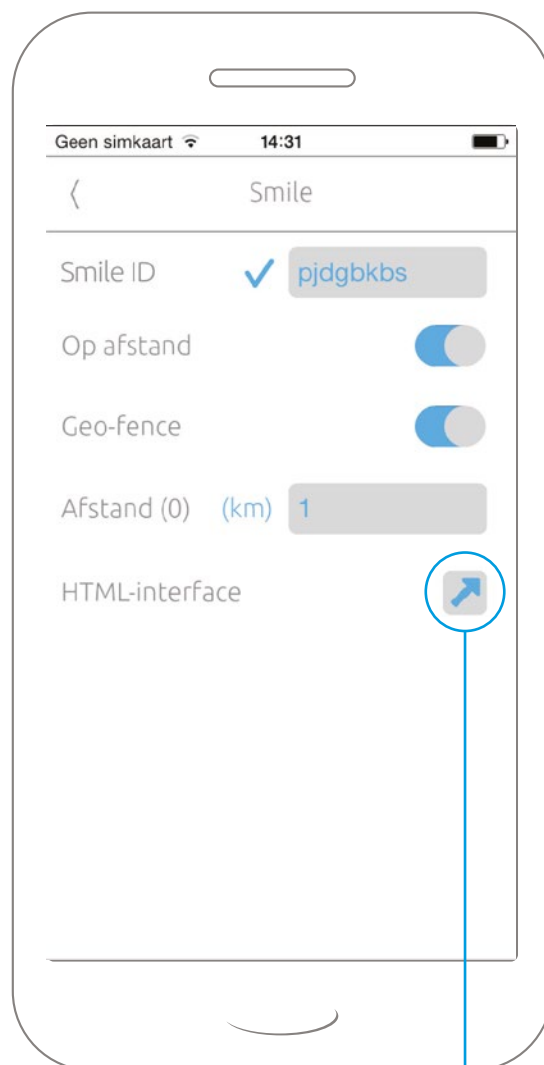 Geen simkaart 14:31
Smile
Smile ID pjdgbkbs
Op afstand
Geo-fence
Afstand (0) (km) 1
HTML-interface